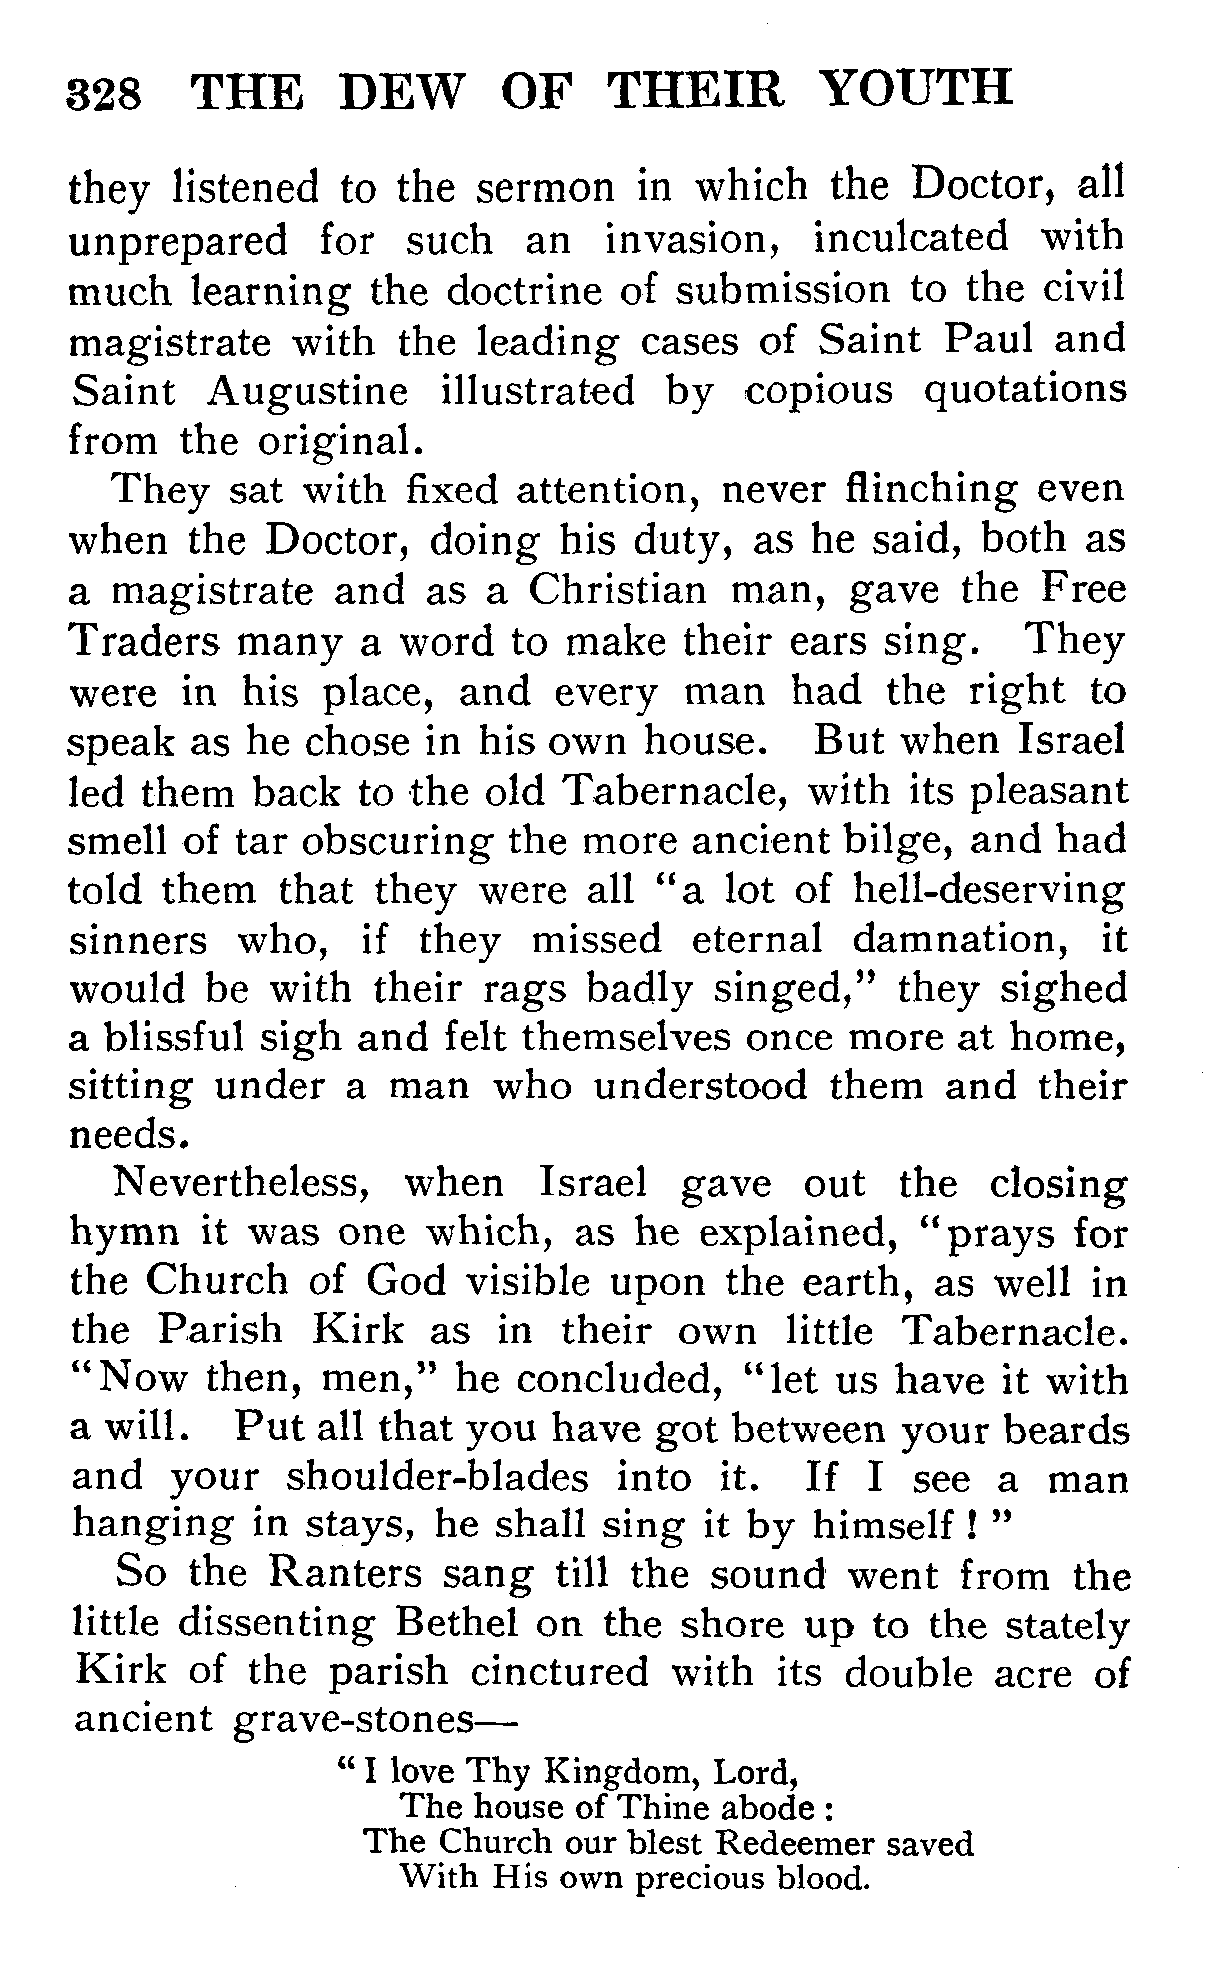 328 THE DEW OF THEIR YOUTH
they listened to the sermon in which the Doctor, all
unprepared for such an invasion, inculcated with
much learning the doctrine of submission to the civil
magistrate with the leading cases of Saint Paul and
Saint Augustine illustrated by copious quotations
from the original.
They sat with fixed attention, never flinching even
when the Doctor, doing his duty, as he said, both as
a magistrate and as a Christian man, gave the Free
Traders many a word to make their ears sing. They
were in his place, and every man had the right to
speak as he chose in his own house. But when Israel
led them back to the old Tabernacle, with its pleasant
smell of tar obscuring the more ancient bilge, and had
told them that they were all “a lot of hell-deserving
sinners who, if they missed eternal damnation, it
would be with their rags badly singed,” they sighed
a blissful sigh and felt themselves once more at home,
sitting under a man who understood them and their
needs.
Nevertheless, when Israel gave out the closing
hymn it was one which, as he explained, “prays for
the Church of God visible upon the earth, as well in
the Parish Kirk as in their own little Tabernacle.
“Now then, men,” he concluded, “let us have it with
a will. Put all that you have got between your beards
and your shoulder-blades into it. If I see a man
hanging in stays, he shall sing it by himself!”
So the Ranters sang till the sound went from the
little dissenting Bethel on the shore up to the stately
Kirk of the parish cinctured with its double acre of
ancient grave-stones—
“I love Thy Kingdom, Lord,
The house of Thine abode:
The Church our blest Redeemer saved
With His own precious blood.